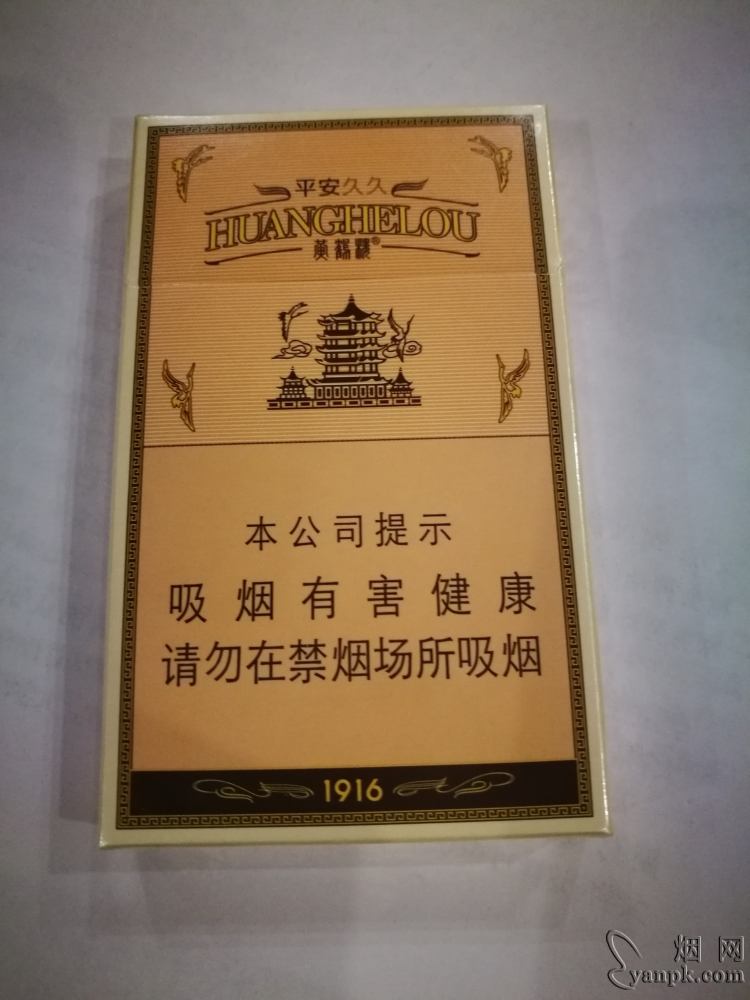 平安久久
HUANGHELOU
黄鹤楼®
本公司提示
吸烟有害健康
请勿在禁烟场所吸烟
1916
烟网
yanpk.com